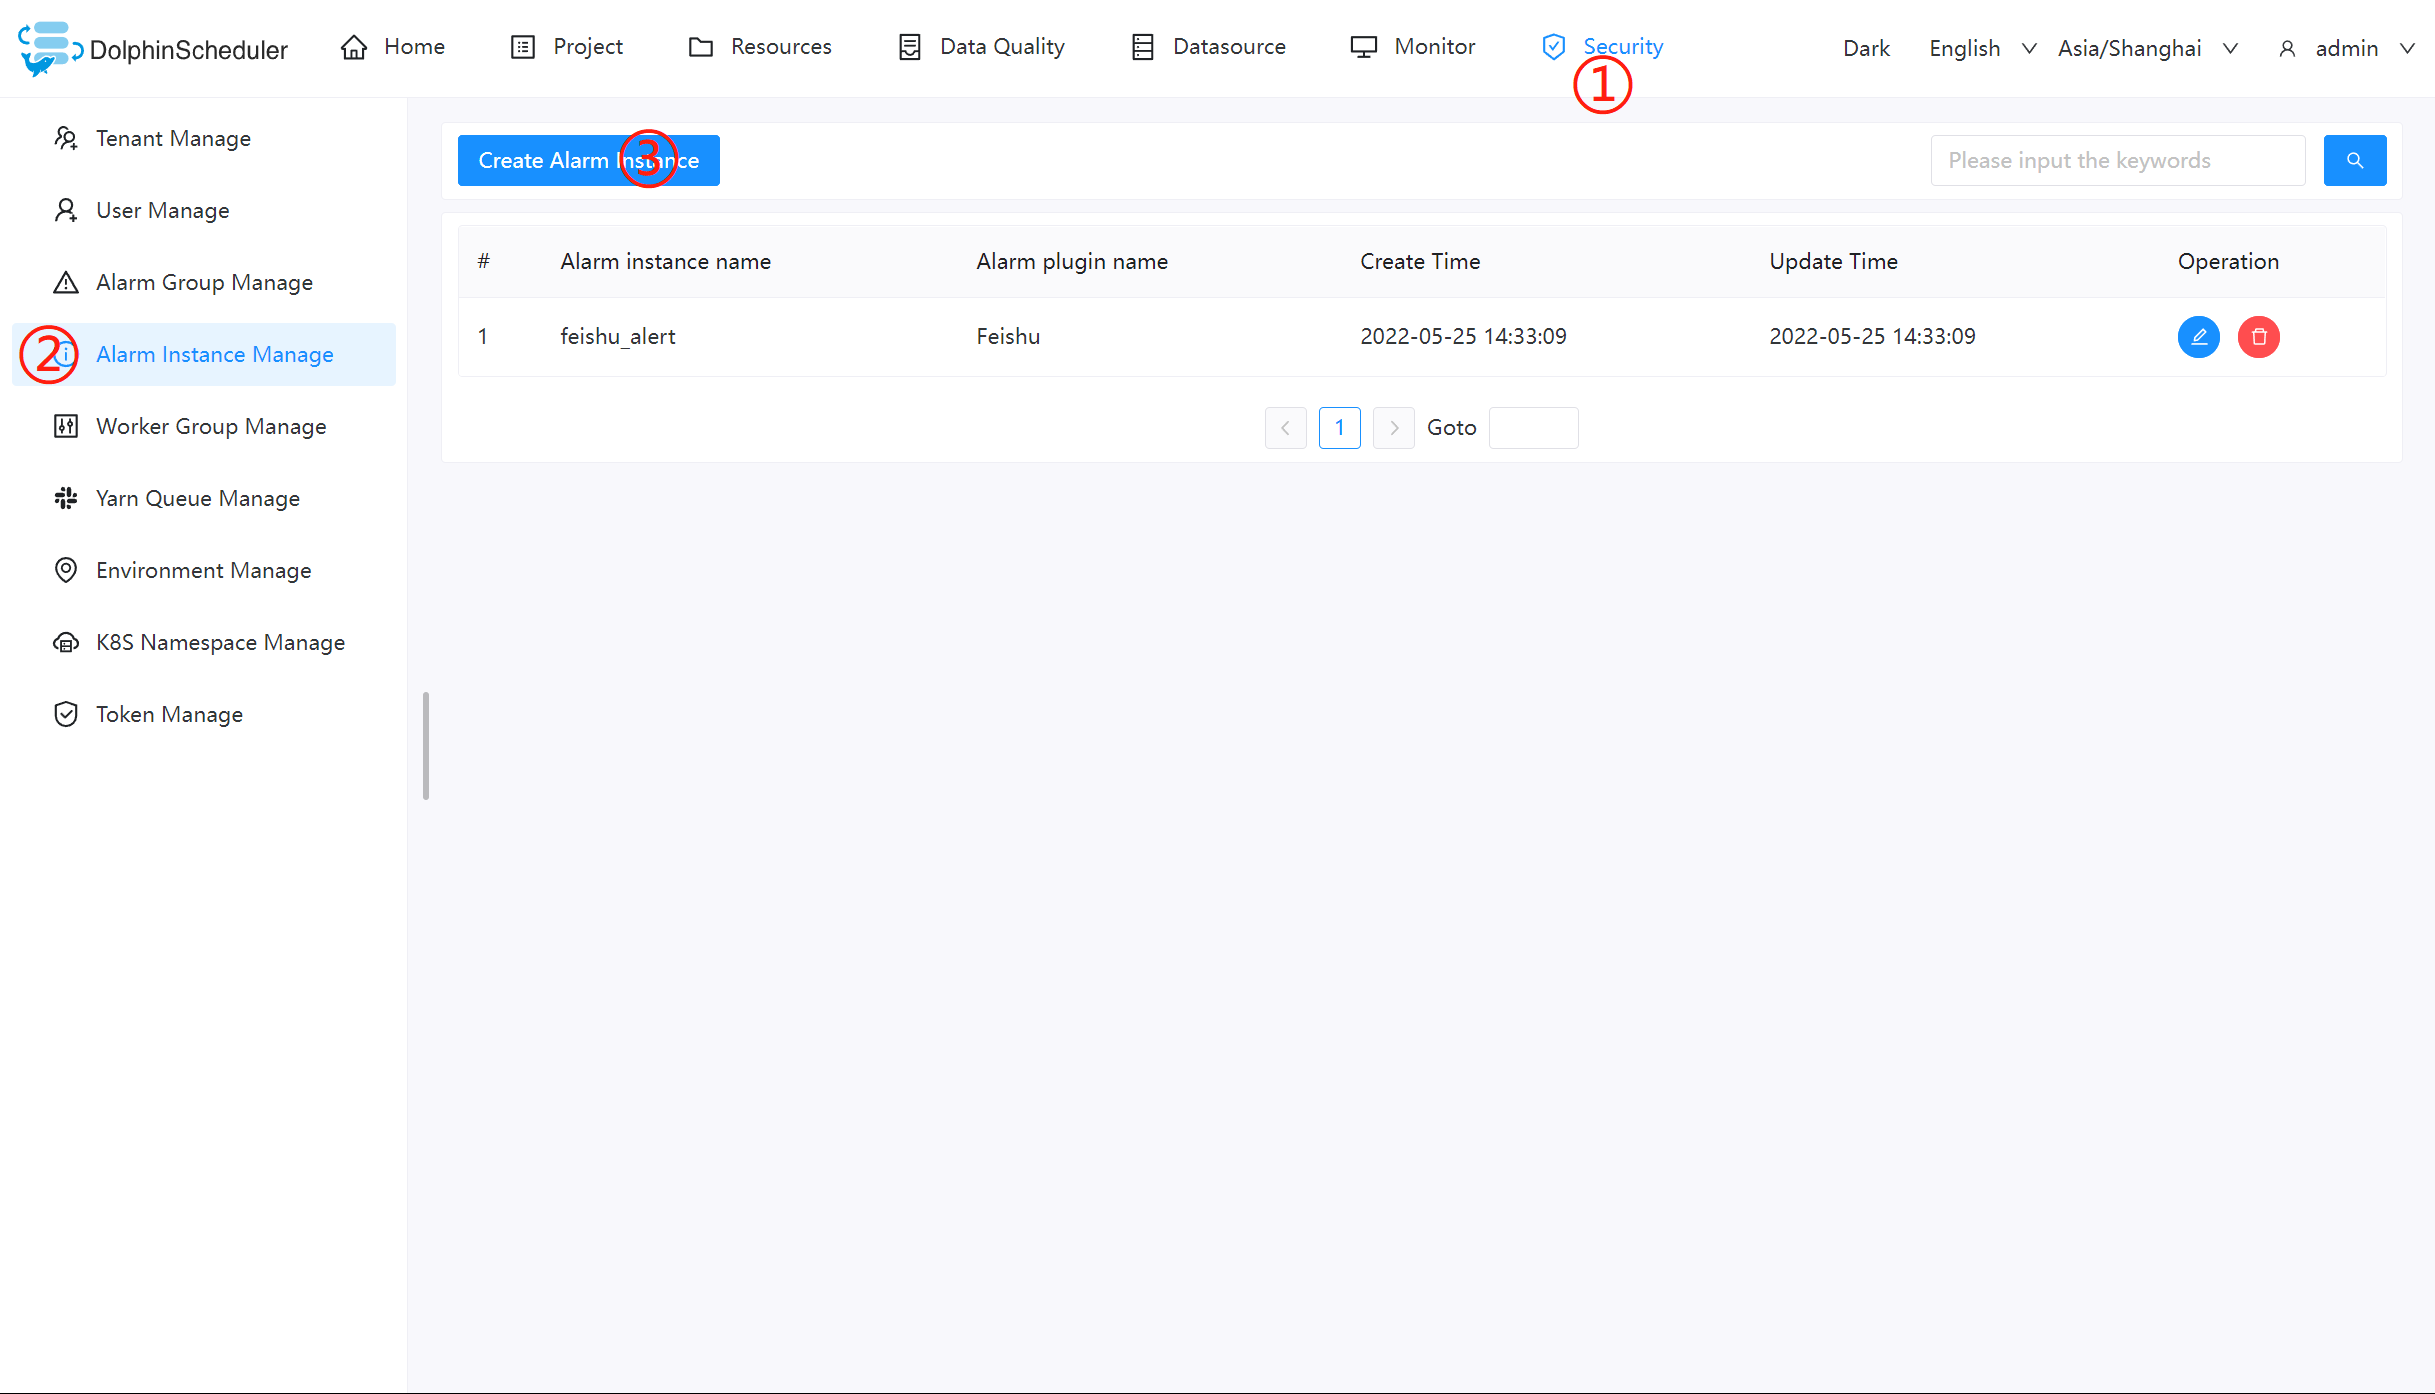 DolphinScheduler Home Project Resources Data Quality Datasource Monitor Security Dark English Asia/Shanghai admin
①
Tenant Manage
User Manage
Alarm Group Manage
② Alarm Instance Manage
Worker Group Manage
Yarn Queue Manage
Environment Manage
K8S Namespace Manage
Token Manage
Create Alarm Instance ③
Please input the keywords
# Alarm instance name Alarm plugin name Create Time Update Time Operation
1 feishu_alert Feishu 2022-05-25 14:33:09 2022-05-25 14:33:09
1 Goto